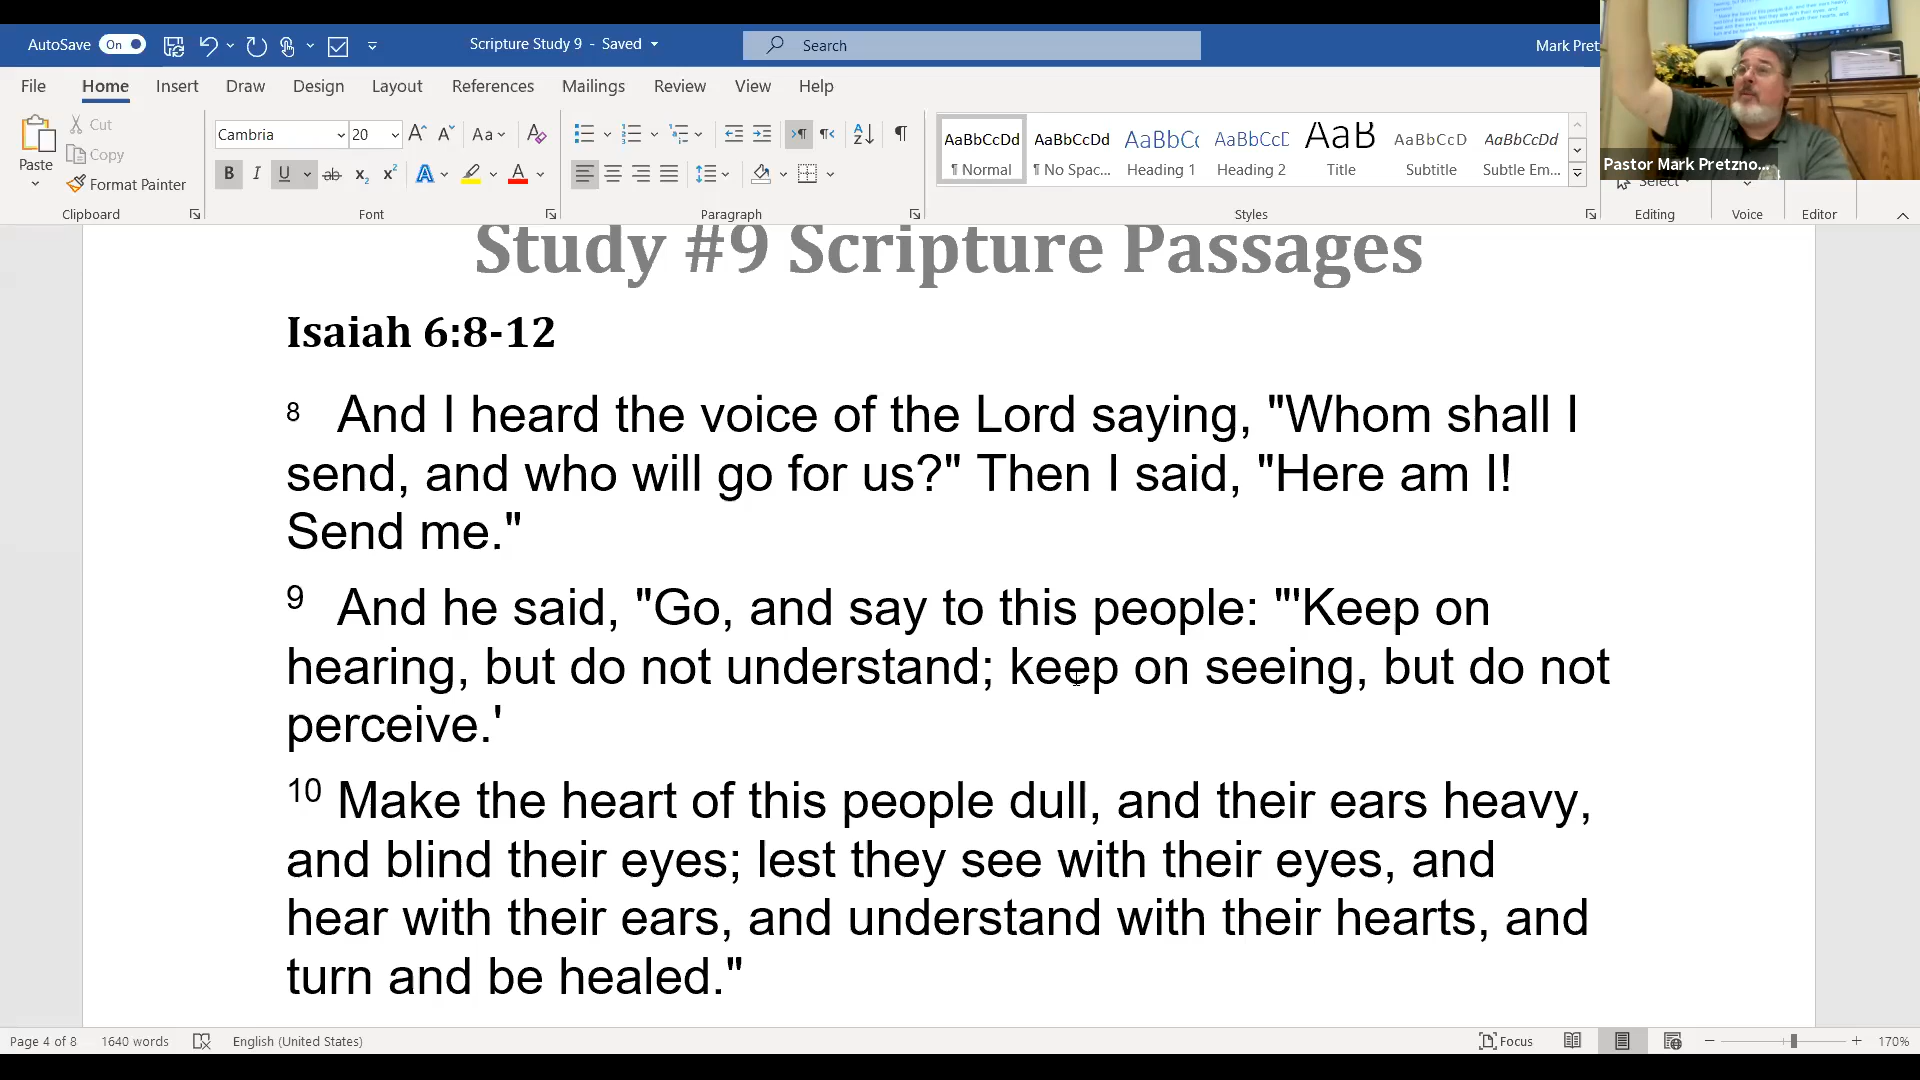 AutoSave On Scripture Study 9 - Saved Search Mark Pret
File Home Insert Draw Design Layout References Mailings Review View Help
Paste Cut Copy Format Painter
Clipboard
Cambria 20 Aa
B I U ab x2 x2 A A
Font
Paragraph
AaBbCcDd AaBbCcDd AaBbCc AaBbCcD AaB AaBbCcD AaBbCcDd
¶ Normal ¶ No Spac... Heading 1 Heading 2 Title Subtitle Subtle Em...
Styles
Pastor Mark Pretzno...
Select
Editing Voice Editor
Study #9 Scripture Passages
Isaiah 6:8-12
8 And I heard the voice of the Lord saying, "Whom shall I
send, and who will go for us?" Then I said, "Here am I!
Send me."
9 And he said, "Go, and say to this people: "'Keep on
hearing, but do not understand; keep on seeing, but do not
perceive.'
10 Make the heart of this people dull, and their ears heavy,
and blind their eyes; lest they see with their eyes, and
hear with their ears, and understand with their hearts, and
turn and be healed."
Page 4 of 8 1640 words English (United States) Focus 170%